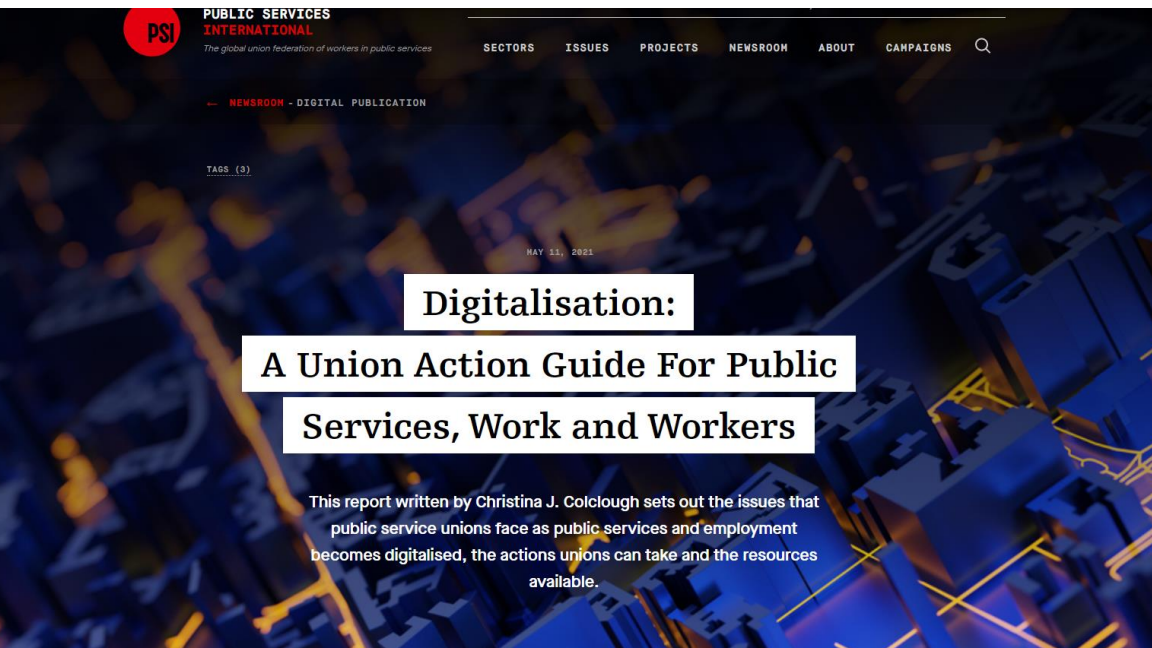 PSI
PUBLIC SERVICES
INTERNATIONAL
The global union federation of workers in public services
SECTORS ISSUES PROJECTS NEWSROOM ABOUT CAMPAIGNS
← NEWSROOM - DIGITAL PUBLICATION
TAGS (3)
MAY 11, 2021
Digitalisation:
A Union Action Guide For Public
Services, Work and Workers
This report written by Christina J. Colclough sets out the issues that
public service unions face as public services and employment
becomes digitalised, the actions unions can take and the resources
available.